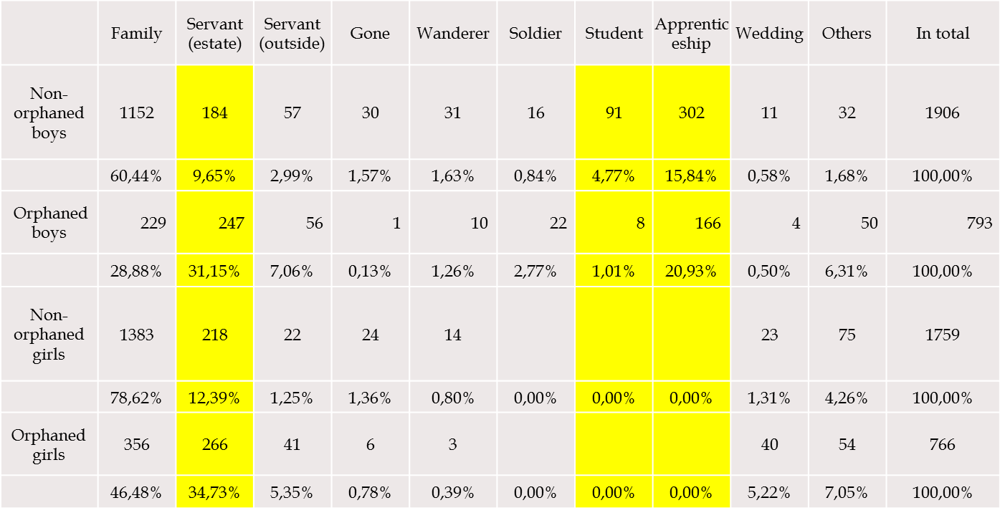 Family Servant (estate) Servant (outside) Gone Wanderer Soldier Student Apprentic eship Wedding Others In total
Non-orphaned boys 1152 184 57 30 31 16 91 302 11 32 1906
60,44% 9,65% 2,99% 1,57% 1,63% 0,84% 4,77% 15,84% 0,58% 1,68% 100,00%
Orphaned boys 229 247 56 1 10 22 8 166 4 50 793
28,88% 31,15% 7,06% 0,13% 1,26% 2,77% 1,01% 20,93% 0,50% 6,31% 100,00%
Non-orphaned girls 1383 218 22 24 14 23 75 1759
78,62% 12,39% 1,25% 1,36% 0,80% 0,00% 0,00% 0,00% 1,31% 4,26% 100,00%
Orphaned girls 356 266 41 6 3 40 54 766
46,48% 34,73% 5,35% 0,78% 0,39% 0,00% 0,00% 0,00% 5,22% 7,05% 100,00%